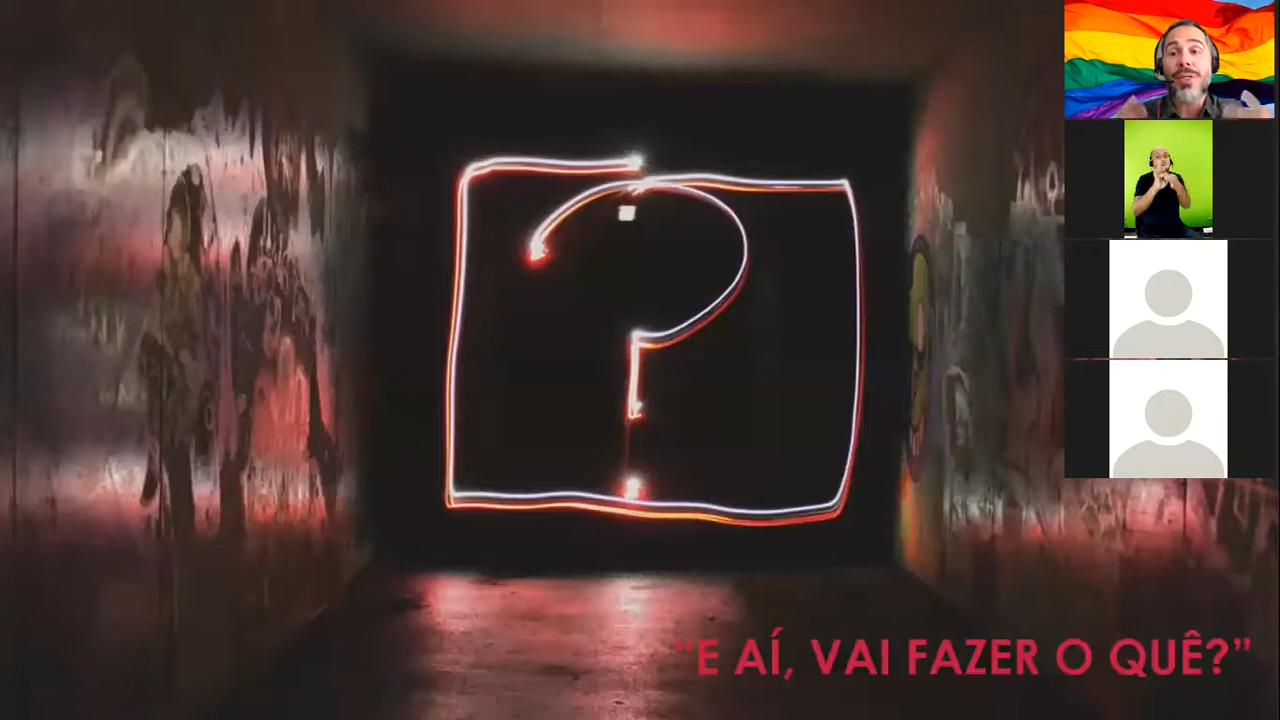 “E AÍ, VAI FAZER O QUÊ?”